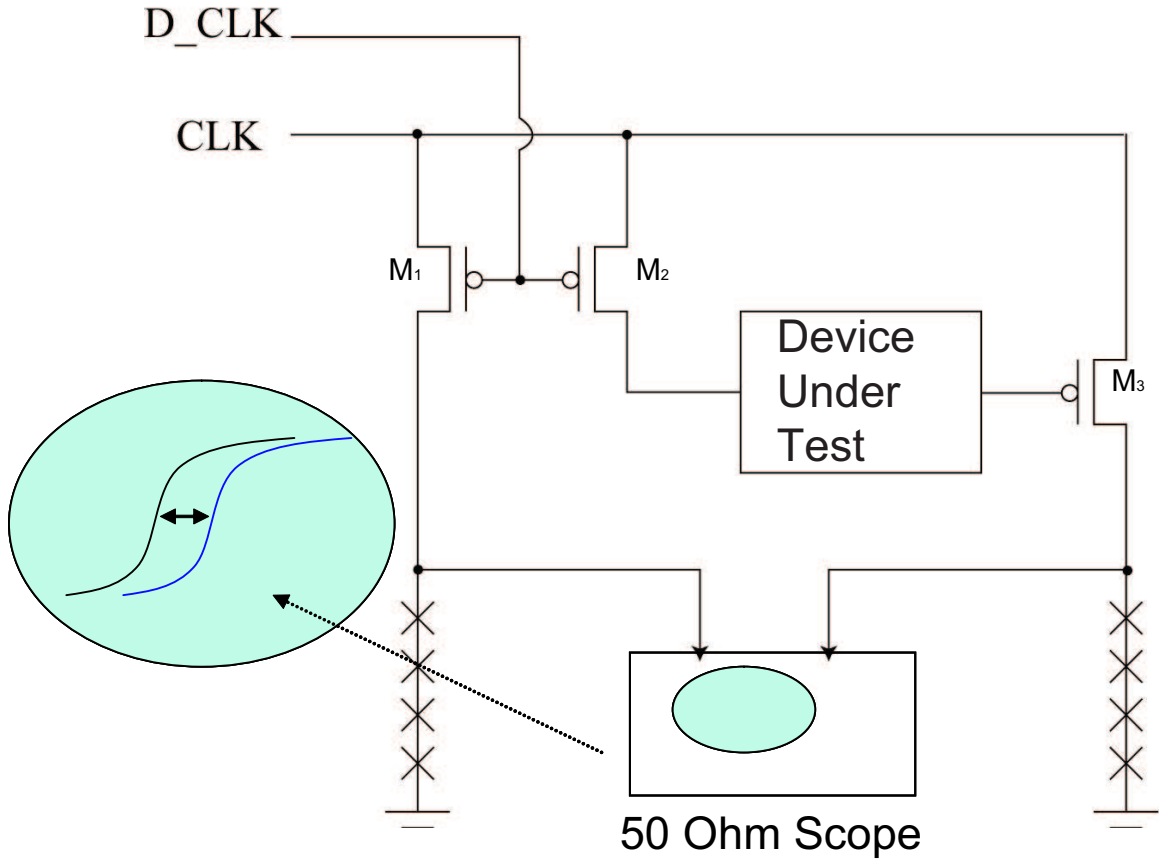 D_CLK
CLK
M1
M2
Device
Under
Test
M3
50 Ohm Scope